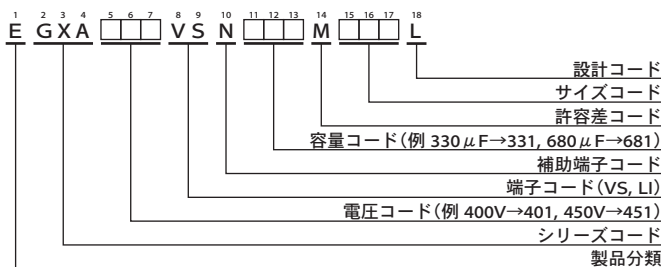 1 2 3 4 5 6 7 8 9 10 11 12 13 14 15 16 17 18
E G X A □□□ V S N □□□ M □□□ L
設計コード
サイズコード
許容差コード
容量コード(例 330μF→331, 680μF→681)
補助端子コード
端子コード(VS, LI)
電圧コード(例 400V→401, 450V→451)
シリーズコード
製品分類